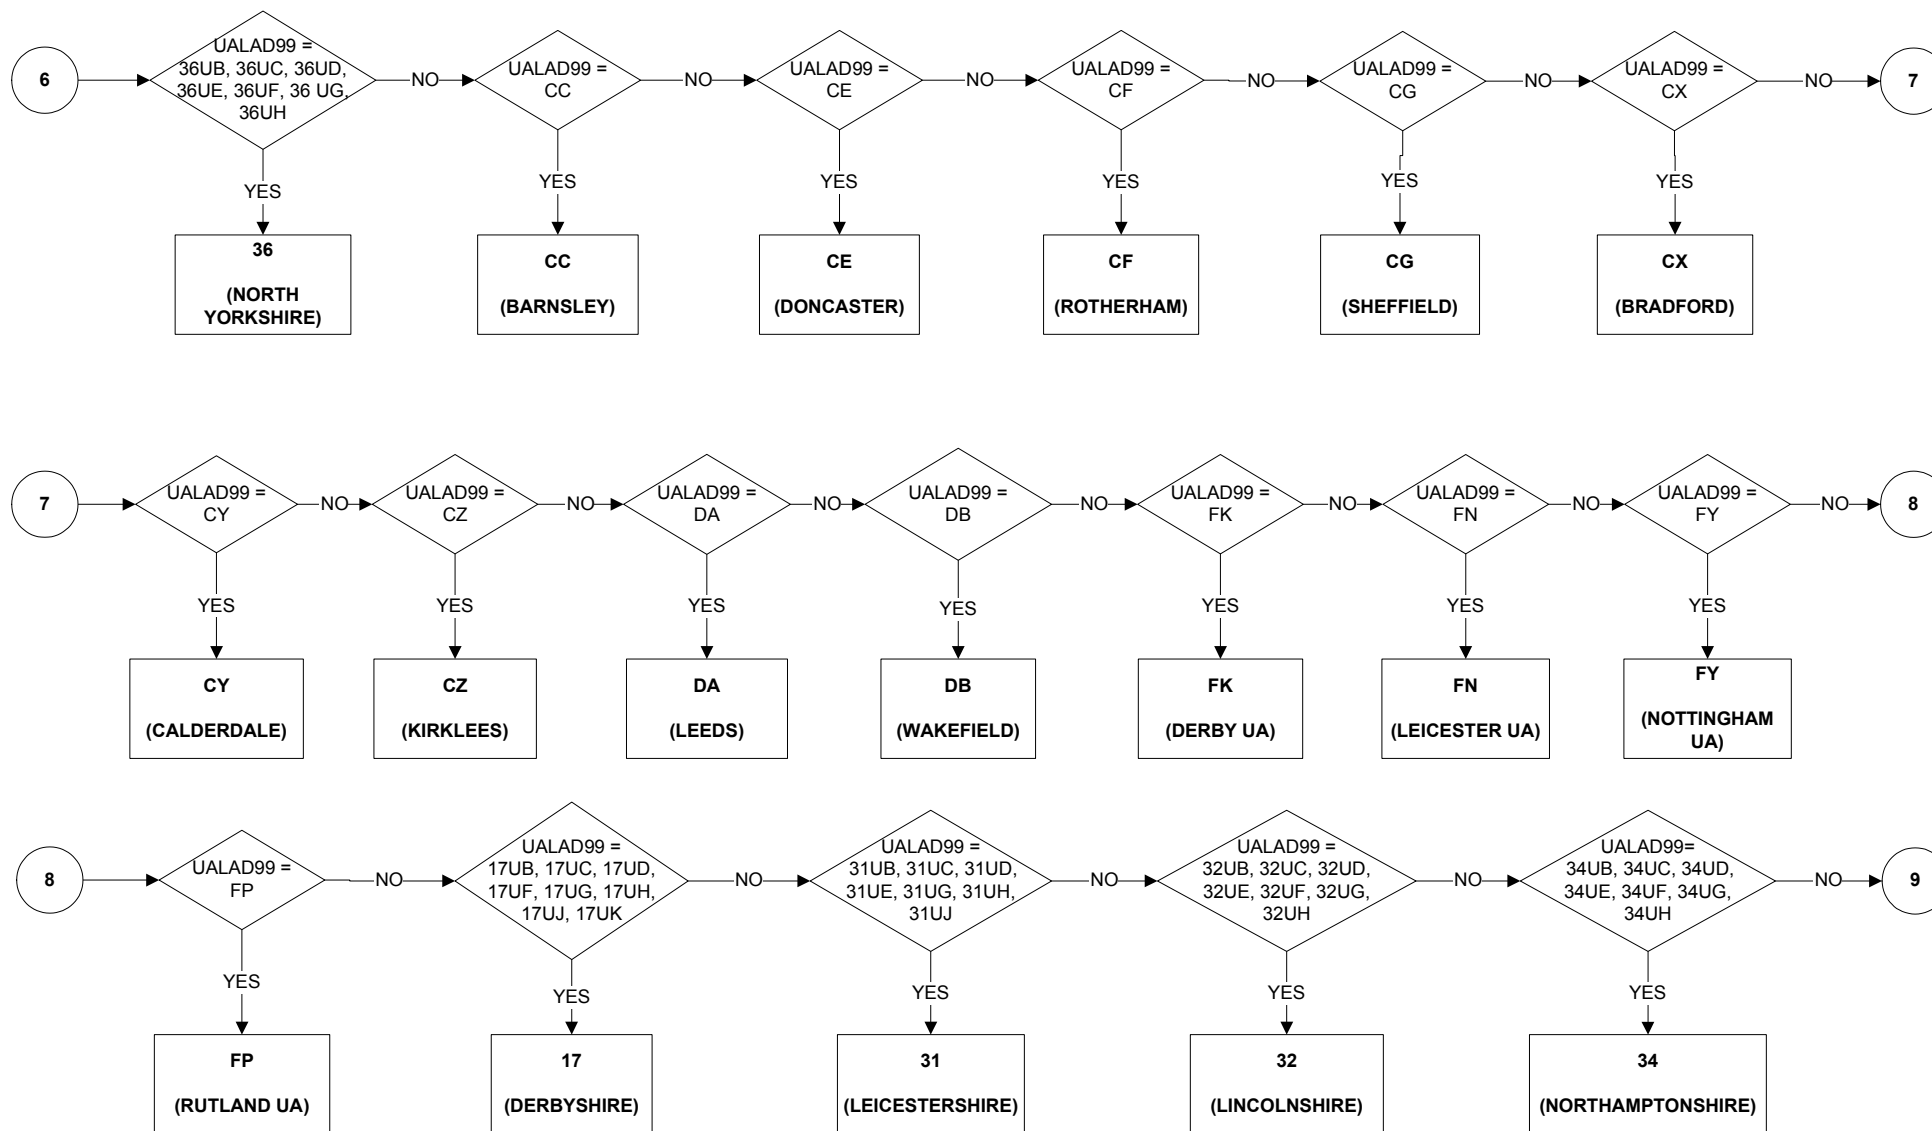 6
UALAD99 =
36UB, 36UC, 36UD,
36UE, 36UF, 36 UG,
36UH
NO
UALAD99 =
CC
NO
UALAD99 =
CE
NO
UALAD99 =
CF
NO
UALAD99 =
CG
NO
UALAD99 =
CX
NO
7
YES
YES
YES
YES
YES
YES
36
(NORTH
YORKSHIRE)
CC
(BARNSLEY)
CE
(DONCASTER)
CF
(ROTHERHAM)
CG
(SHEFFIELD)
CX
(BRADFORD)
7
UALAD99 =
CY
NO
UALAD99 =
CZ
NO
UALAD99 =
DA
NO
UALAD99 =
DB
NO
UALAD99 =
FK
NO
UALAD99 =
FN
NO
UALAD99 =
FY
NO
8
YES
YES
YES
YES
YES
YES
YES
CY
(CALDERDALE)
CZ
(KIRKLEES)
DA
(LEEDS)
DB
(WAKEFIELD)
FK
(DERBY UA)
FN
(LEICESTER UA)
FY
(NOTTINGHAM
UA)
8
UALAD99 =
FP
NO
UALAD99 =
17UB, 17UC, 17UD,
17UF, 17UG, 17UH,
17UJ, 17UK
NO
UALAD99 =
31UB, 31UC, 31UD,
31UE, 31UG, 31UH,
31UJ
NO
UALAD99 =
32UB, 32UC, 32UD,
32UE, 32UF, 32UG,
32UH
NO
UALAD99=
34UB, 34UC, 34UD,
34UE, 34UF, 34UG,
34UH
NO
9
YES
YES
YES
YES
YES
FP
(RUTLAND UA)
17
(DERBYSHIRE)
31
(LEICESTERSHIRE)
32
(LINCOLNSHIRE)
34
(NORTHAMPTONSHIRE)